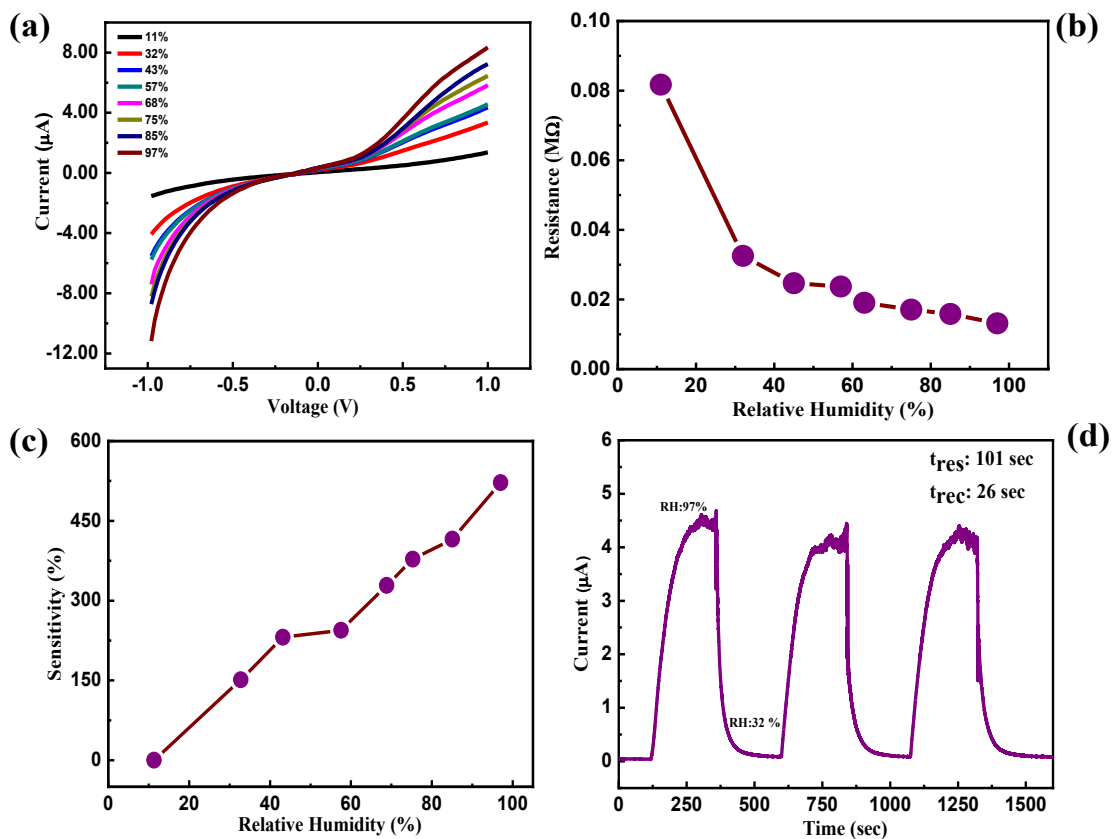 (a)
11%
32%
43%
57%
68%
75%
85%
97%
8.00
4.00
0.00
-4.00
-8.00
-12.00
Current (μA)
-1.0 -0.5 0.0 0.5 1.0
Voltage (V)
(b)
0.10
0.08
0.06
0.04
0.02
0.00
Resistance (MΩ)
0 20 40 60 80 100
Relative Humidity (%)
(c)
600
450
300
150
0
Sensitivity (%)
0 20 40 60 80 100
Relative Humidity (%)
(d)
6
5
4
3
2
1
0
Current (μA)
tres: 101 sec
trec: 26 sec
RH:97%
RH:32 %
0 250 500 750 1000 1250 1500
Time (sec)